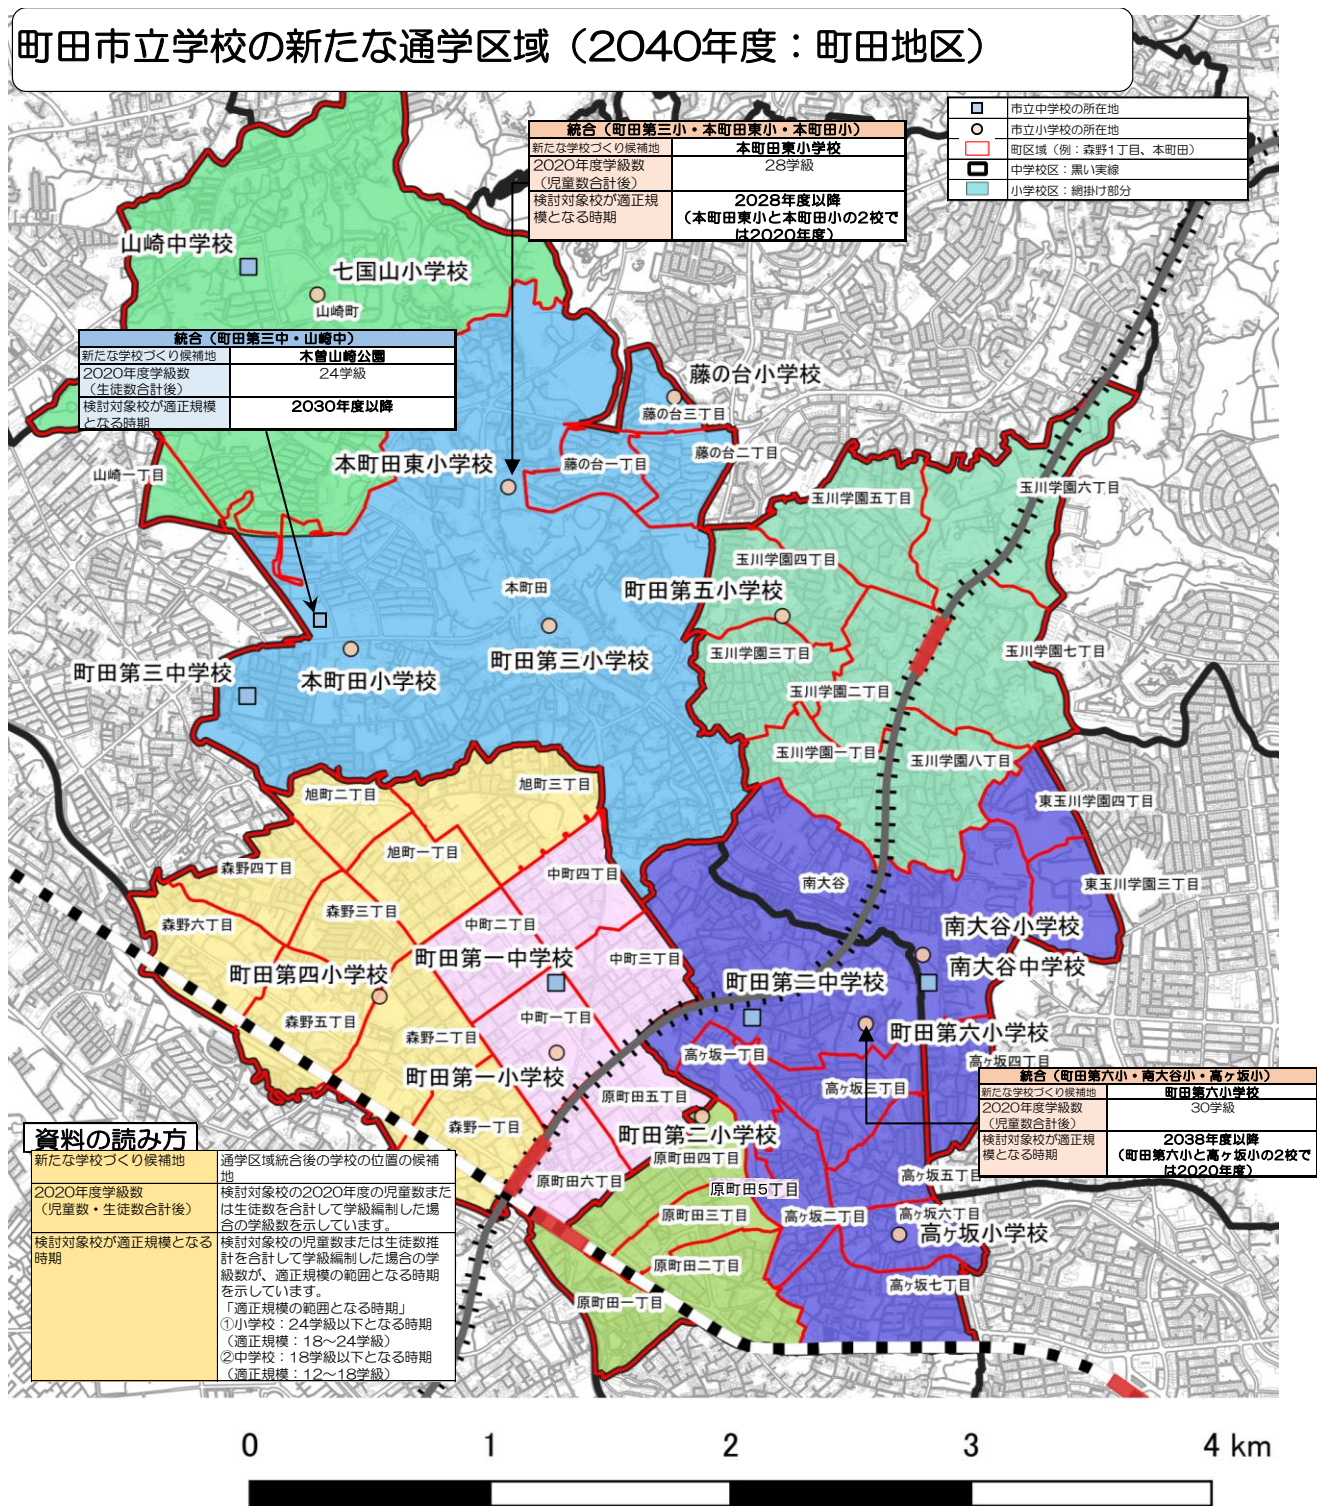 町田市立学校の新たな通学区域（2040年度：町田地区）
市立中学校の所在地
市立小学校の所在地
町区域（例：森野1丁目、本町田）
中学校区：黒い実線
小学校区：網掛け部分
統合（町田第三小・本町田東小・本町田小）
新たな学校づくり候補地 本町田東小学校
2020年度学級数
（児童数合計後） 28学級
検討対象校が適正規
模となる時期
2028年度以降
（本町田東小と本町田小の2校で
は2020年度）
山崎中学校
七国山小学校
山崎町
統合（町田第三中・山崎中）
新たな学校づくり候補地 木曽山崎公園
2020年度学級数
（生徒数合計後） 24学級
検討対象校が適正規模
となる時期
2030年度以降
藤の台小学校
藤の台三丁目
藤の台二丁目
藤の台一丁目
本町田東小学校
山崎一丁目
玉川学園五丁目
玉川学園六丁目
玉川学園四丁目
本町田
町田第五小学校
玉川学園三丁目
玉川学園七丁目
町田第三小学校
町田第三中学校
本町田小学校
玉川学園二丁目
玉川学園一丁目
玉川学園八丁目
旭町三丁目
旭町二丁目
東玉川学園四丁目
旭町一丁目
森野四丁目
中町四丁目
南大谷
東玉川学園三丁目
森野三丁目
森野六丁目
中町二丁目
南大谷小学校
町田第一中学校
中町三丁目
南大谷中学校
町田第四小学校
町田第二中学校
森野五丁目
中町一丁目
森野二丁目
町田第六小学校
高ヶ坂一丁目
高ヶ坂四丁目
町田第一小学校
高ヶ坂三丁目
原町田五丁目
統合（町田第六小・南大谷小・高ヶ坂小）
新たな学校づくり候補地 町田第六小学校
2020年度学級数
（児童数合計後） 30学級
検討対象校が適正規
模となる時期
2038年度以降
（町田第六小と高ヶ坂小の2校で
は2020年度）
森野一丁目
町田第二小学校
原町田四丁目
高ヶ坂五丁目
原町田六丁目
原町田5丁目
原町田三丁目
高ヶ坂二丁目
高ヶ坂六丁目
高ヶ坂小学校
原町田二丁目
高ヶ坂七丁目
原町田一丁目
資料の読み方
新たな学校づくり候補地
通学区域統合後の学校の位置の候補
地
2020年度学級数
（児童数・生徒数合計後）
検討対象校の2020年度の児童数また
は生徒数を合計して学級編制した場
合の学級数を示しています。
検討対象校が適正規模となる
時期
検討対象校の児童数または生徒数推
計を合計して学級編制した場合の学
級数が、適正規模の範囲となる時期
を示しています。
「適正規模の範囲となる時期」
①小学校：24学級以下となる時期
（適正規模：18～24学級）
②中学校：18学級以下となる時期
（適正規模：12～18学級）
0 1 2 3 4 km